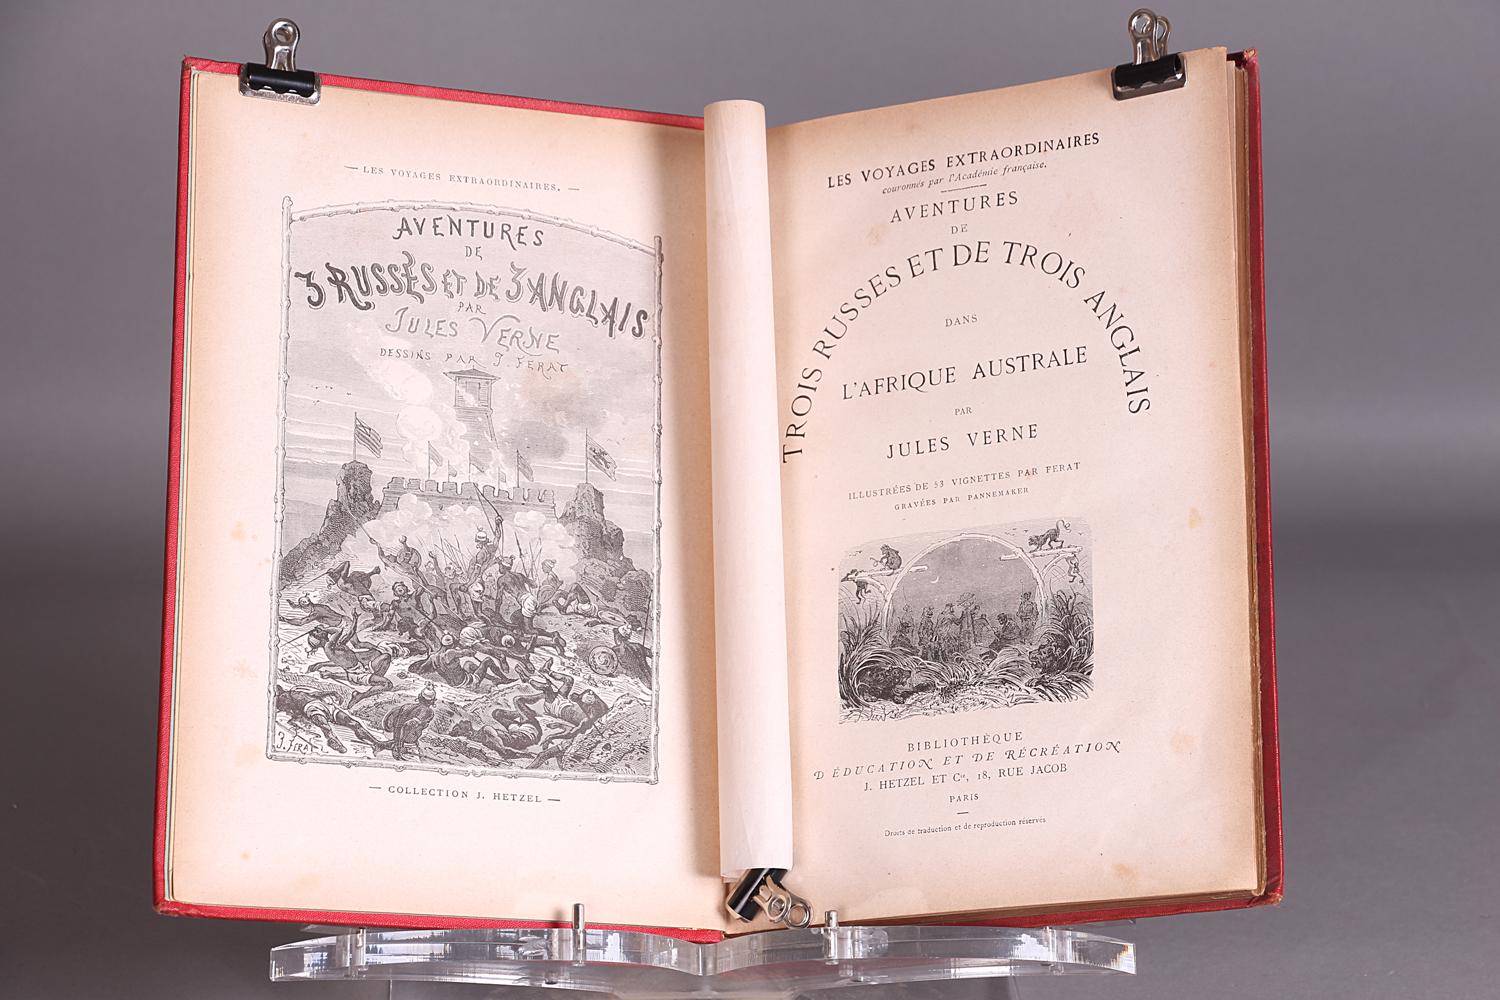 — LES VOYAGES EXTRAORDINAIRES. —
AVENTURES
DE
3 RUSSES ET DE 3 ANGLAIS
PAR
JULES VERNE
DESSINS PAR J. FERAT
J. FERAT
— COLLECTION J. HETZEL —
LES VOYAGES EXTRAORDINAIRES
couronnés par l'Académie française.
AVENTURES
DE
TROIS RUSSES ET DE TROIS ANGLAIS
DANS
L'AFRIQUE AUSTRALE
PAR
JULES VERNE
ILLUSTRÉES DE 53 VIGNETTES PAR FERAT
GRAVÉES PAR PANNEMAKER
BIBLIOTHÈQUE
D'ÉDUCATION ET DE RÉCRÉATION
J. HETZEL ET Cie, 18, RUE JACOB
PARIS
—
Droits de traduction et de reproduction réservés